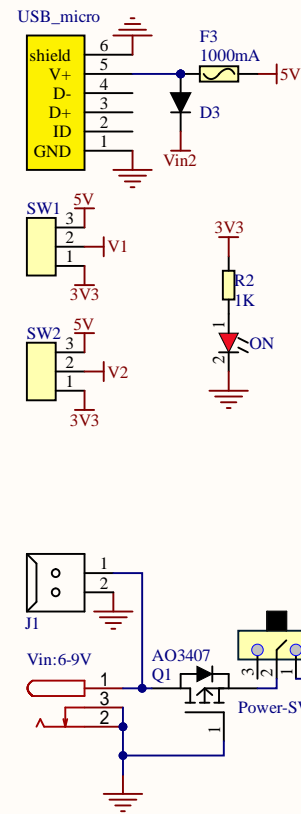 USB_micro
shield 6
V+ 5
D- 4
D+ 3
ID 2
GND 1
F3
1000mA
5V
D3
Vin2
SW1
5V
3
2
1
V1
3V3
SW2
5V
3
2
1
V2
3V3
3V3
R2
1K
1
2
ON
J1
1
2
Vin:6-9V
1
3
2
AO3407
Q1
1
3
2
1
Power-SW